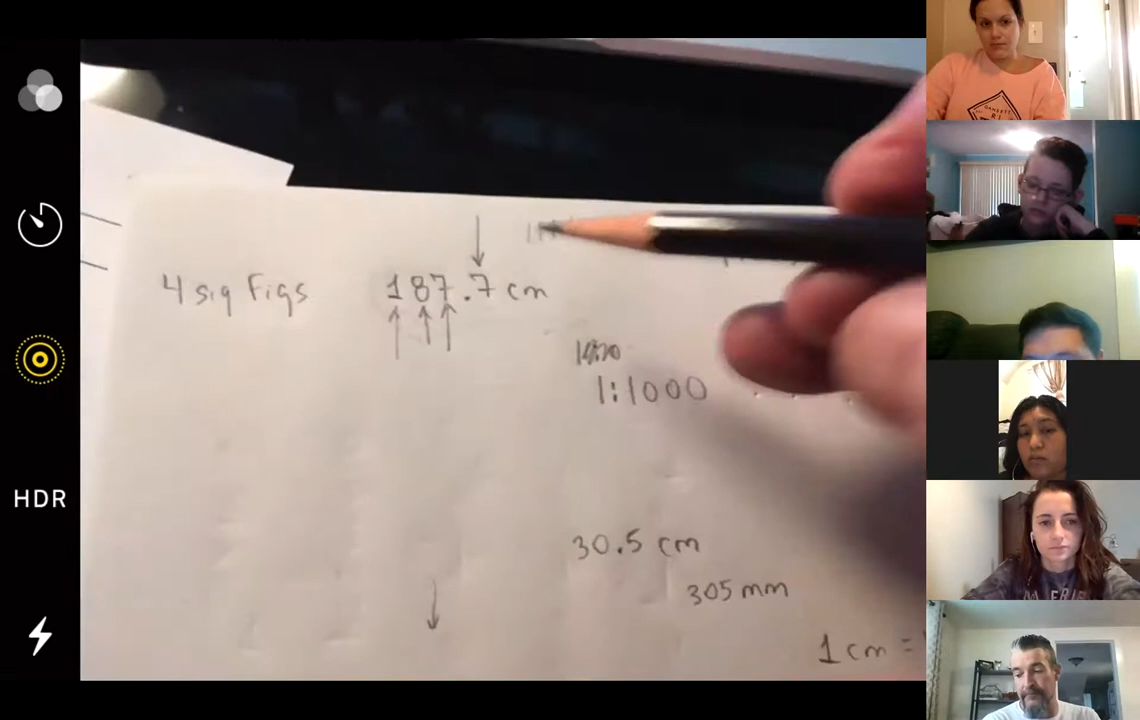 4 sig Figs 187.7 cm
1:1000
30.5 cm
305 mm
1 cm =
HDR